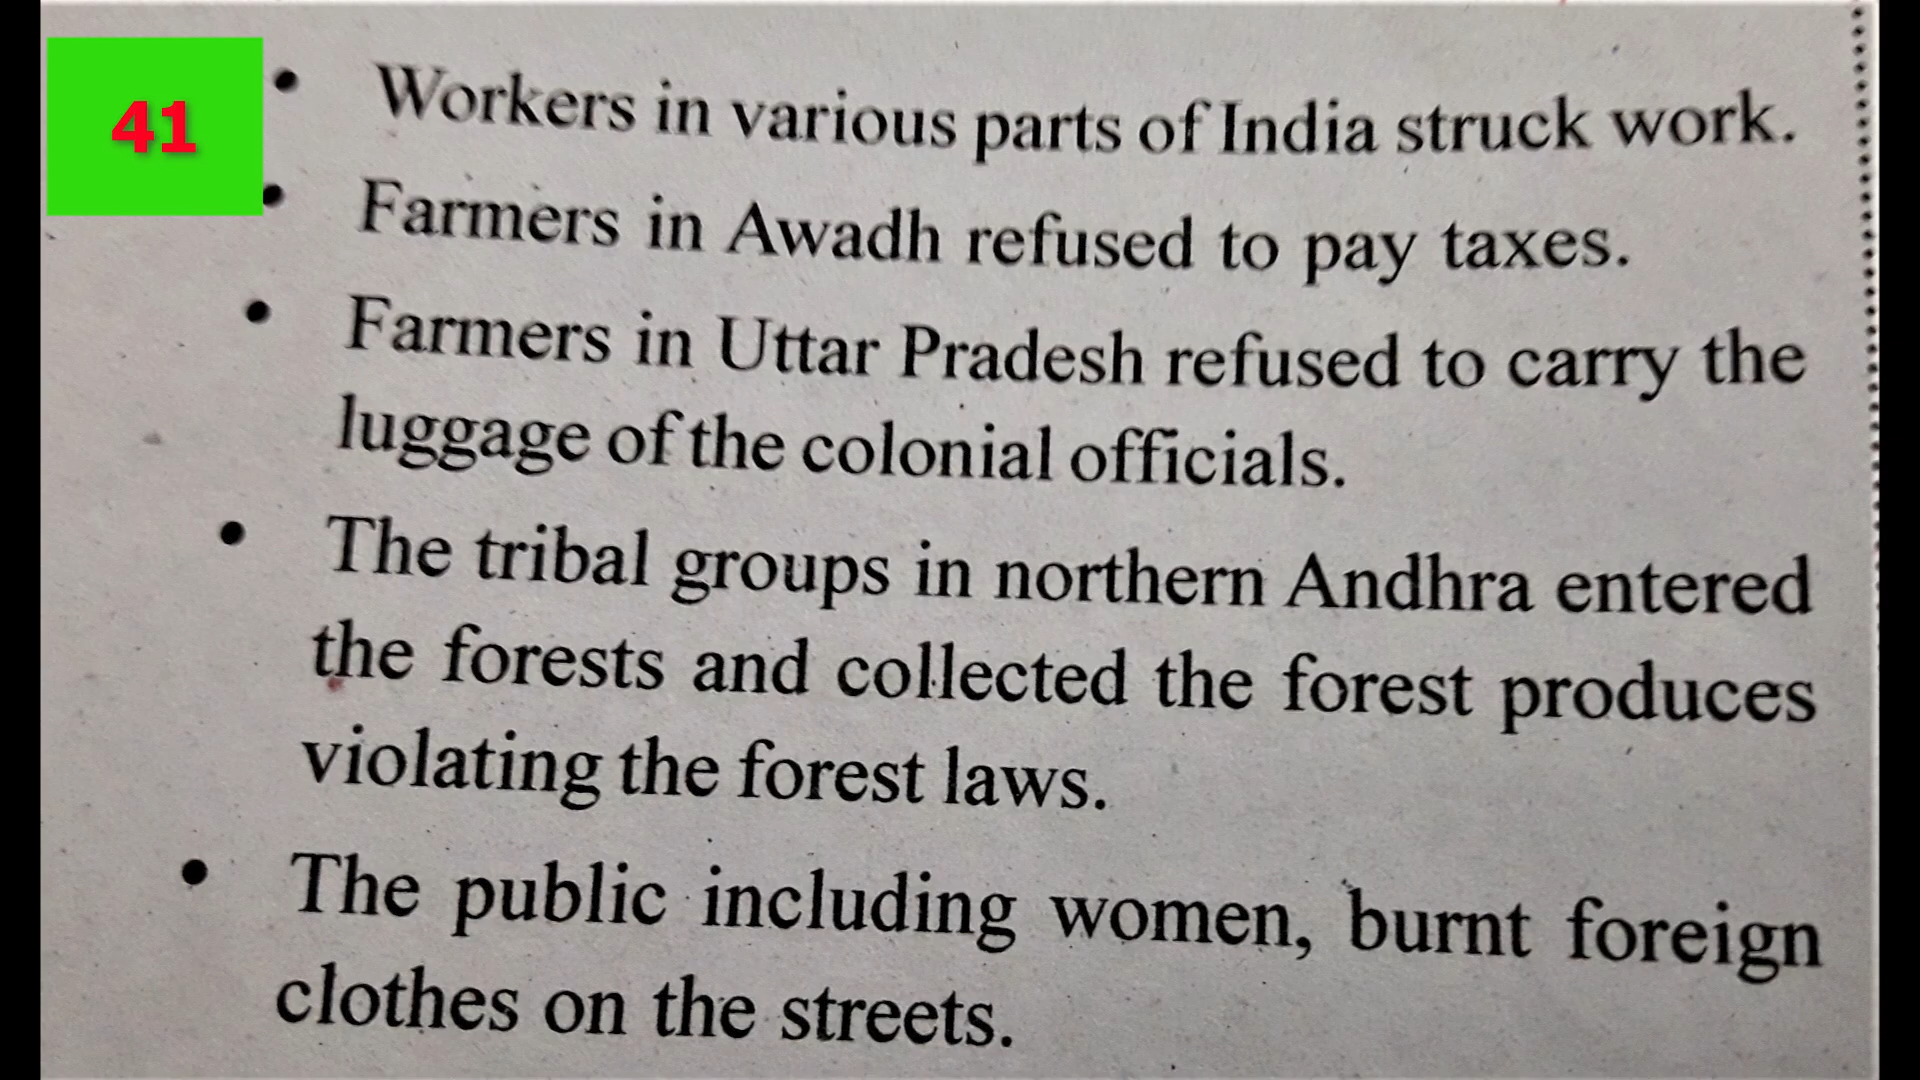 41
• Workers in various parts of India struck work.
• Farmers in Awadh refused to pay taxes.
• Farmers in Uttar Pradesh refused to carry the
luggage of the colonial officials.
• The tribal groups in northern Andhra entered
the forests and collected the forest produces
violating the forest laws.
• The public including women, burnt foreign
clothes on the streets.